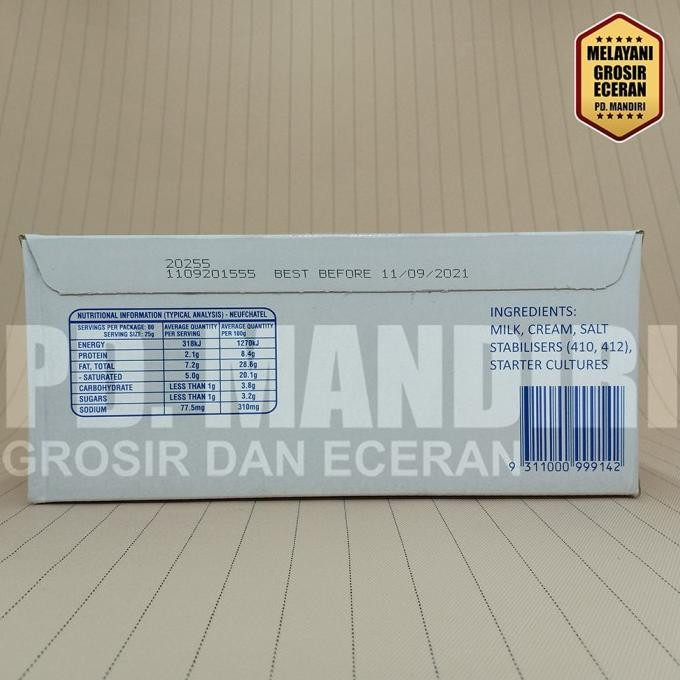 MELAYANI
GROSIR
ECERAN
PD. MANDIRI
20255
1109201555 BEST BEFORE 11/09/2021
NUTRITIONAL INFORMATION (TYPICAL ANALYSIS) - NEUFCHATEL
SERVINGS PER PACKAGE: 80 AVERAGE QUANTITY AVERAGE QUANTITY
SERVING SIZE: 25g PER SERVING PER 100g
ENERGY 318kJ 1270kJ
PROTEIN 2.1g 8.4g
FAT, TOTAL 7.2g 28.6g
- SATURATED 5.0g 20.1g
CARBOHYDRATE LESS THAN 1g 3.8g
SUGARS LESS THAN 1g 3.2g
SODIUM 77.5mg 310mg
INGREDIENTS:
MILK, CREAM, SALT
STABILISERS (410, 412),
STARTER CULTURES
9 311000 999142
PD. MANDIRI
GROSIR DAN ECERAN